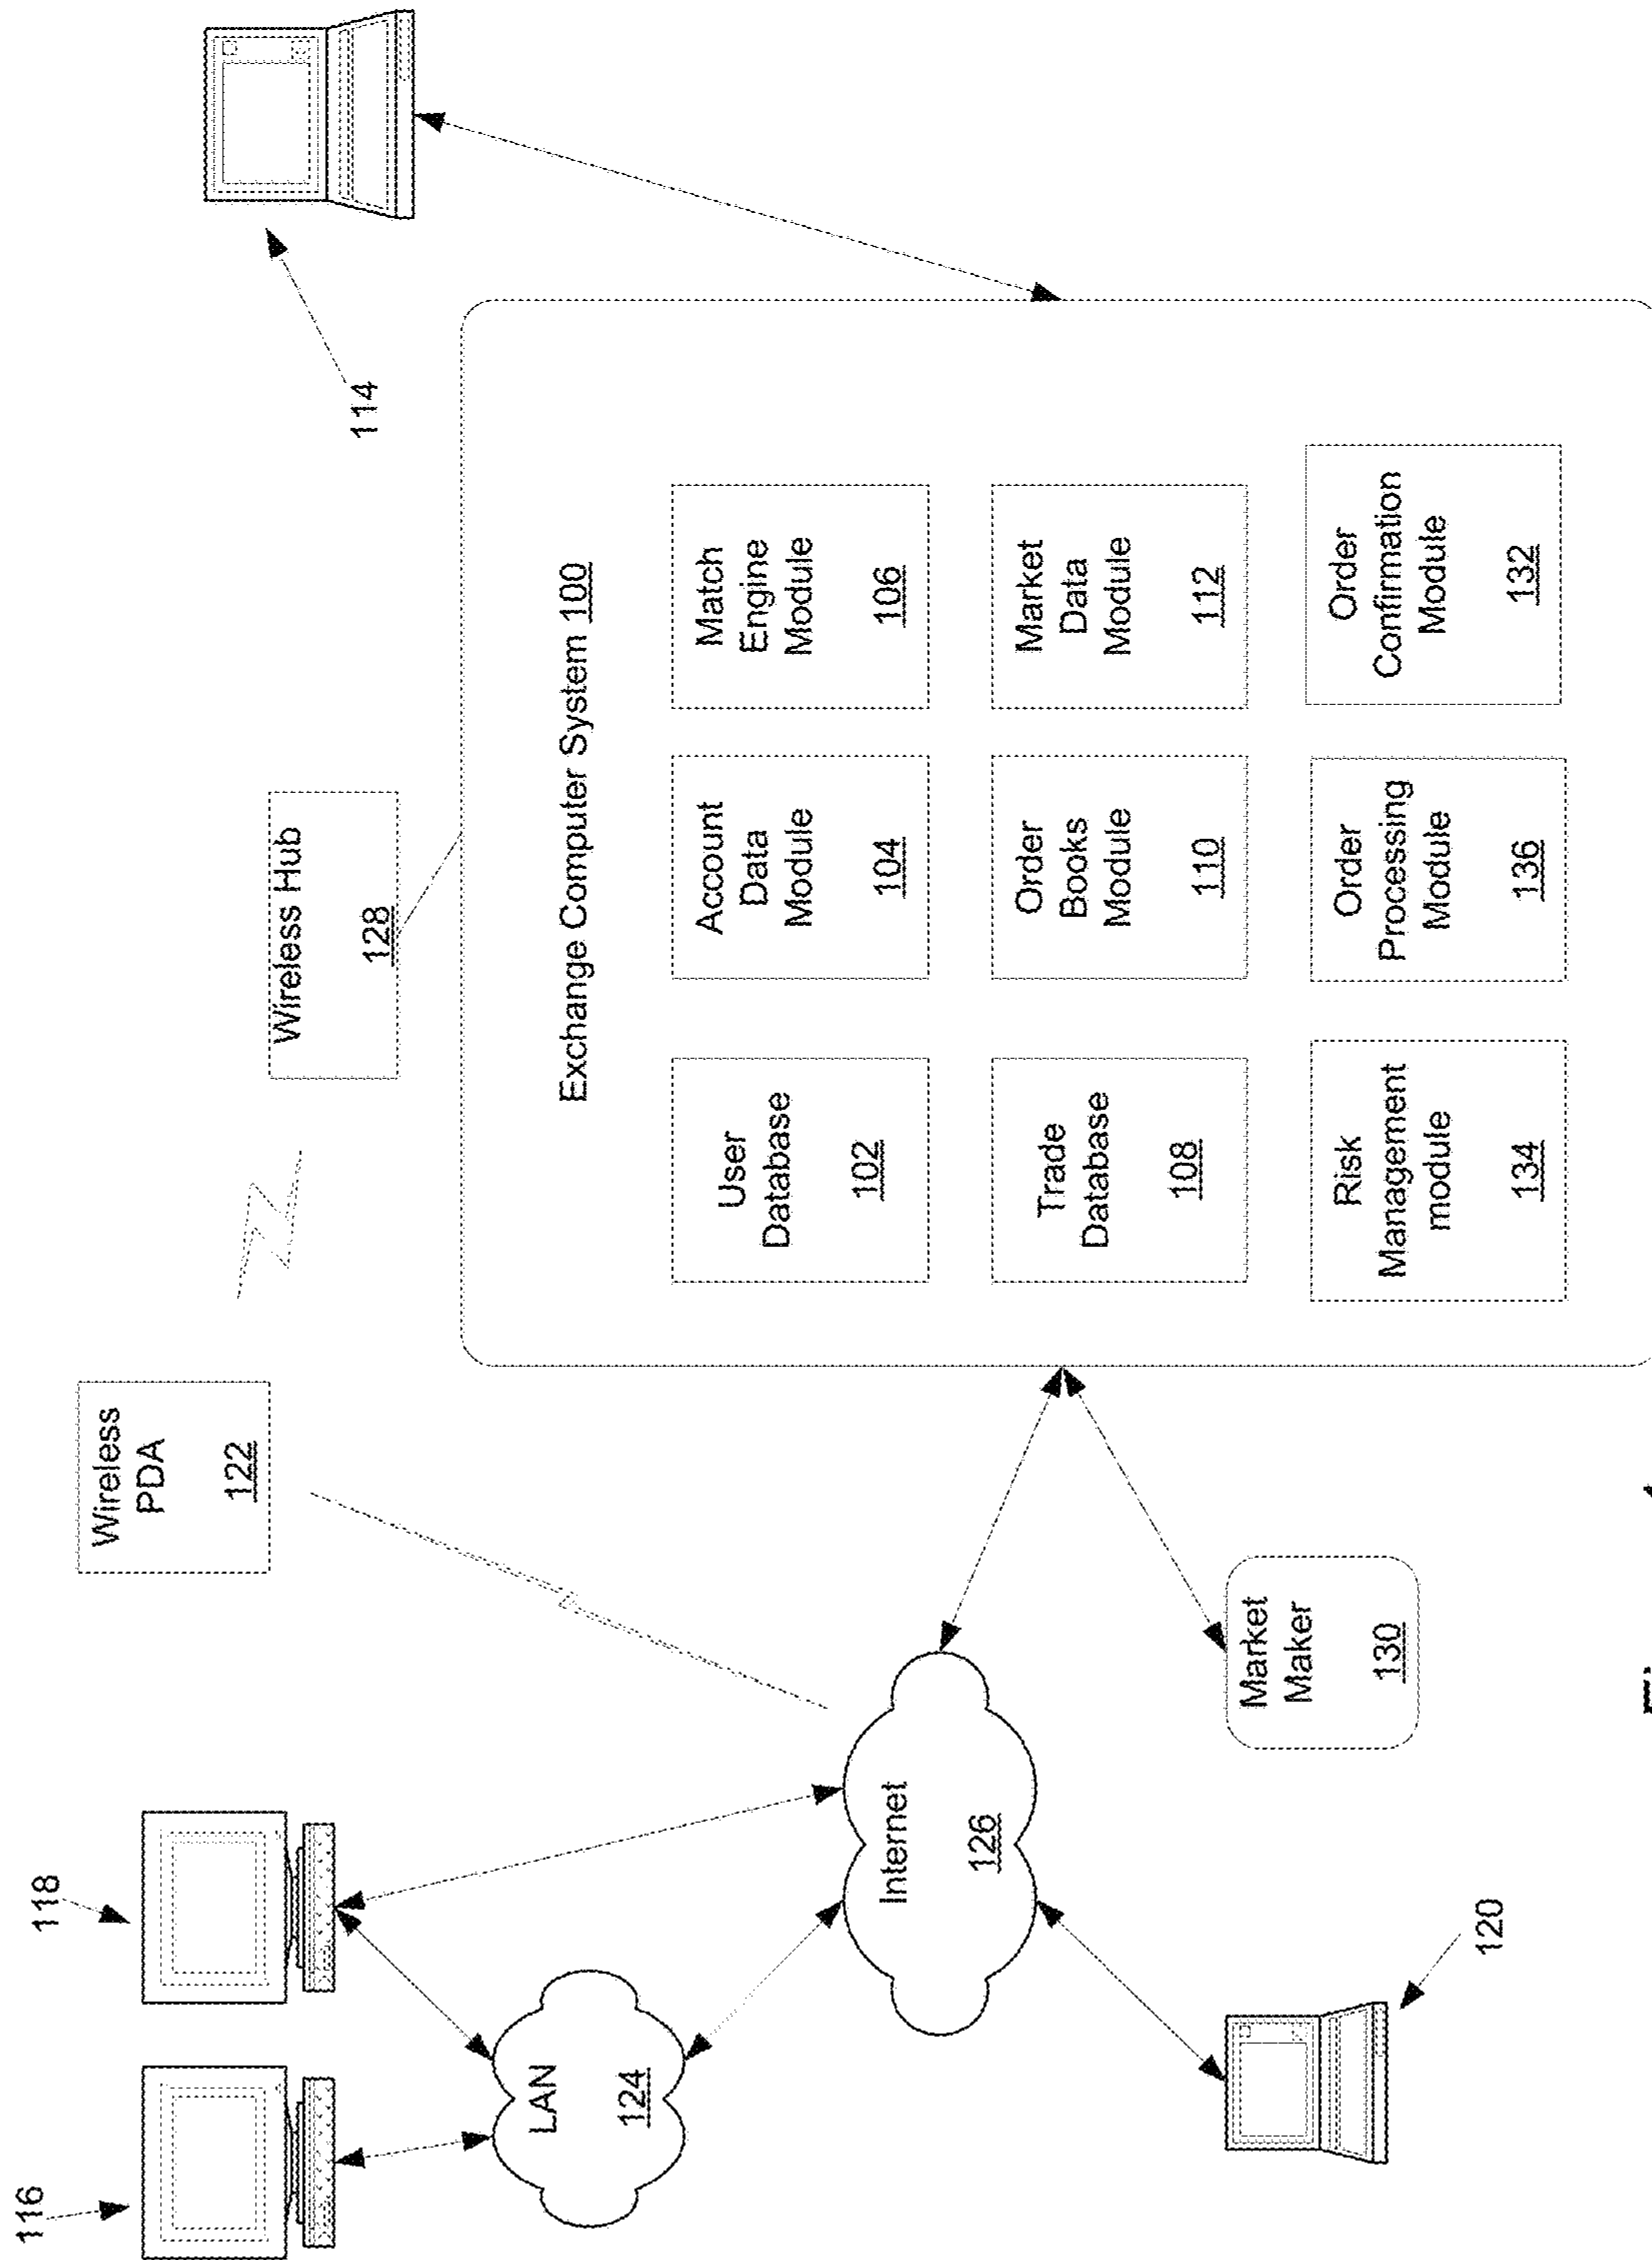 116
118
Wireless
PDA
122
Wireless Hub
128
114
LAN
124
Internet
126
120
Market
Maker
130
Exchange Computer System 100
User
Database
102
Account
Data
Module
104
Match
Engine
Module
106
Trade
Database
108
Order
Books
Module
110
Market
Data
Module
112
Risk
Management
module
134
Order
Processing
Module
136
Order
Confirmation
Module
132